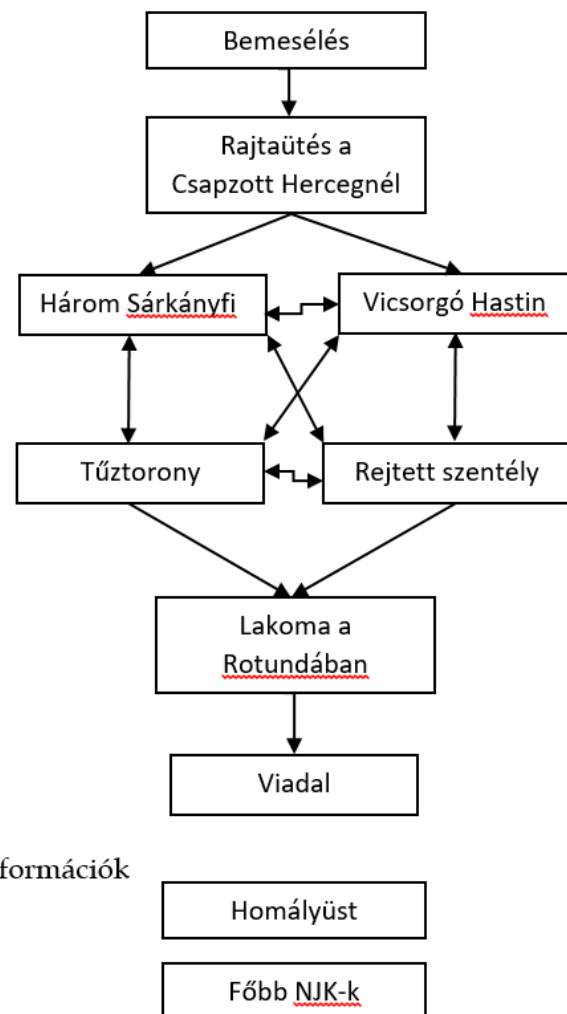 Bemesélés
Rajtaütés a
Csapzott Hercegnél
Három Sárkányfi
Vicsorgó Hastin
Tűztorony
Rejtett szentély
Lakoma a
Rotundában
Viadal
formációk
Homályüst
Főbb NJK-k